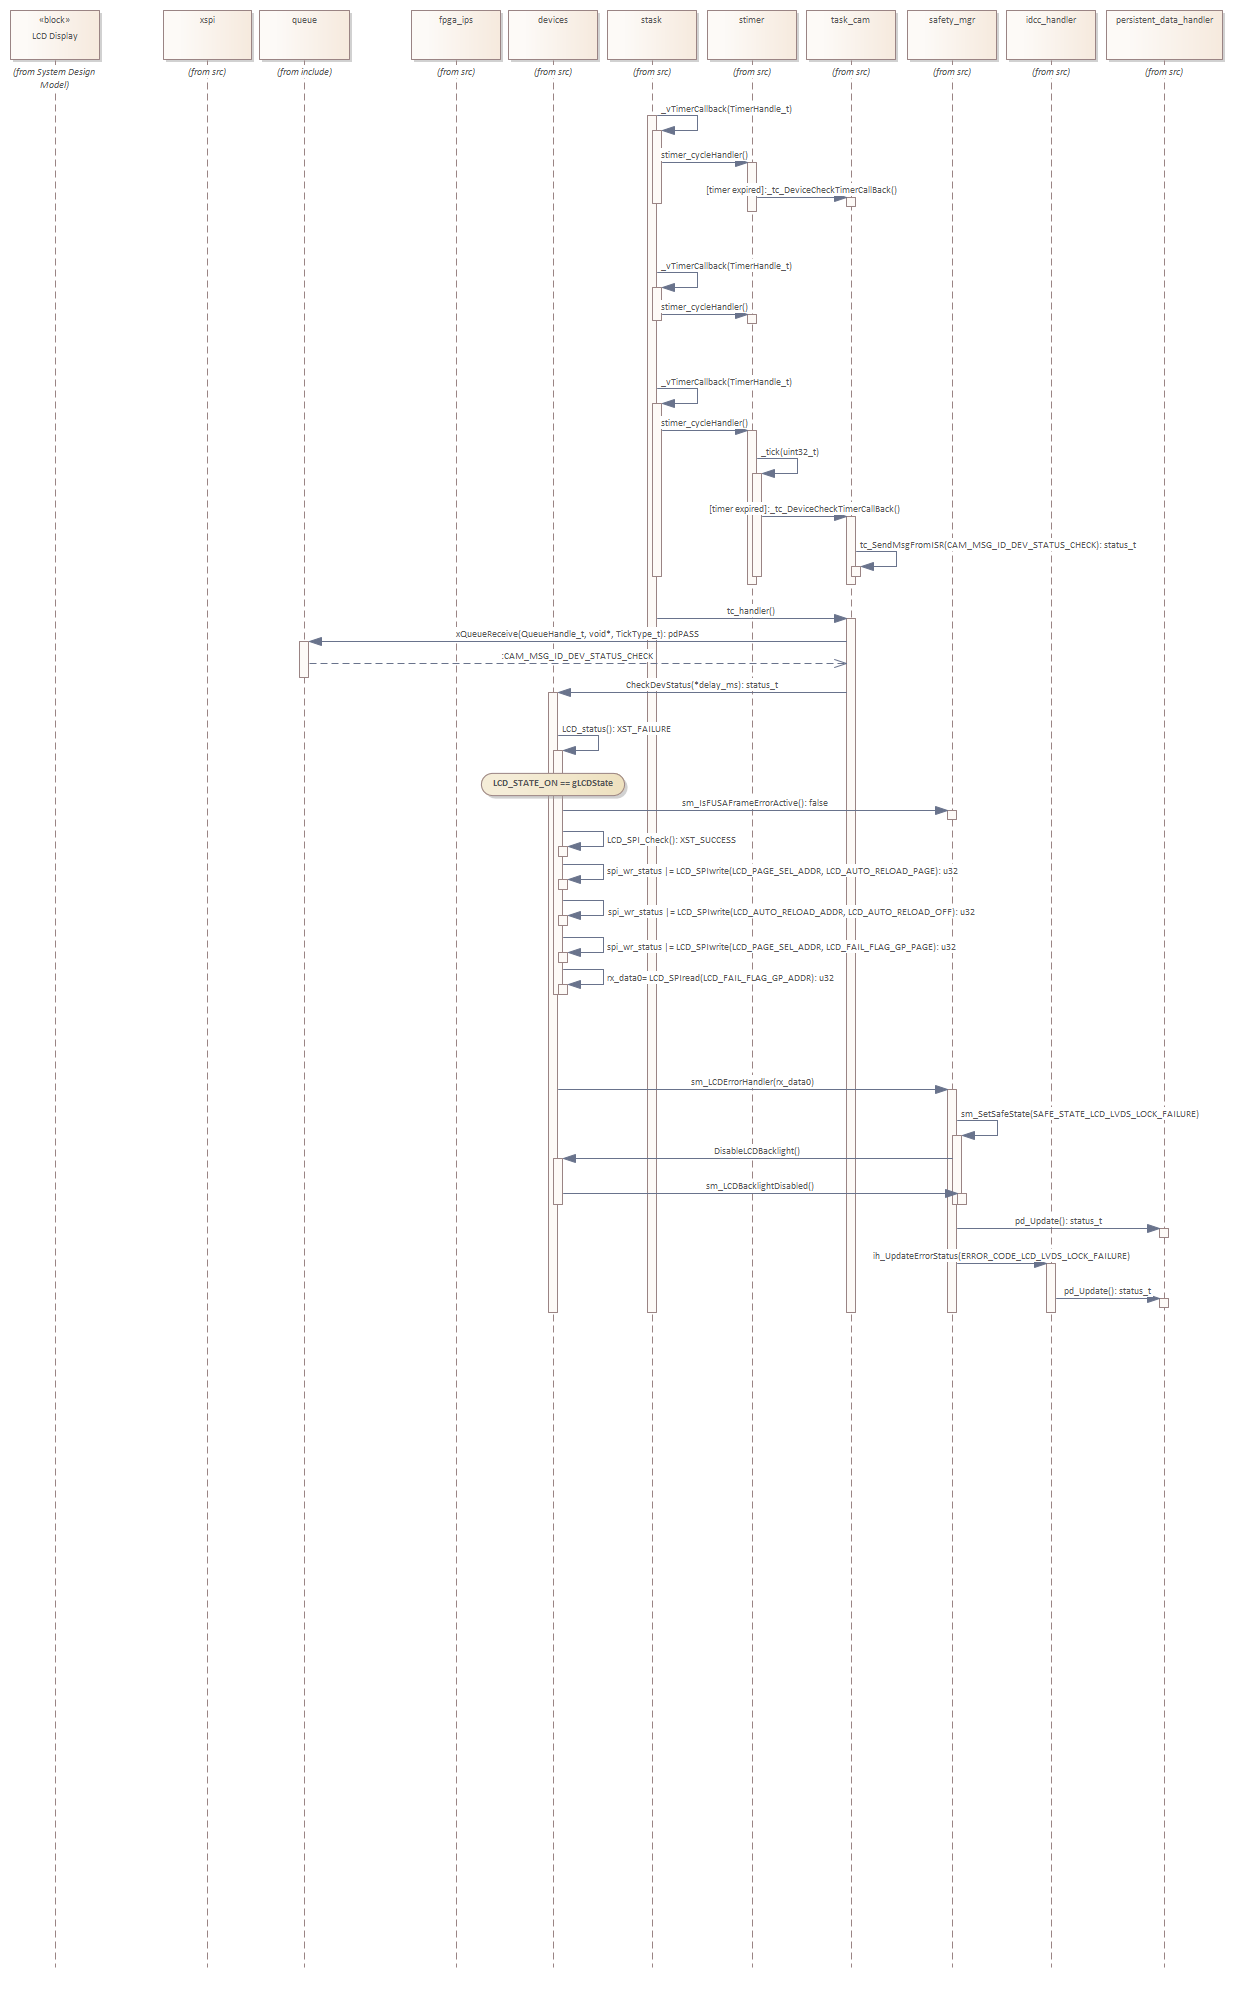 «block»
LCD Display
xspi
queue
fpga_ips
devices
stask
stimer
task_cam
safety_mgr
idcc_handler
persistent_data_handler
(from System Design
Model)
(from src)
(from include)
(from src)
(from src)
(from src)
(from src)
(from src)
(from src)
(from src)
(from src)
_vTimerCallback(TimerHandle_t)
stimer_cycleHandler()
[timer expired]:_tc_DeviceCheckTimerCallBack()
_vTimerCallback(TimerHandle_t)
stimer_cycleHandler()
_vTimerCallback(TimerHandle_t)
stimer_cycleHandler()
_tick(uint32_t)
[timer expired]:_tc_DeviceCheckTimerCallBack()
tc_SendMsgFromISR(CAM_MSG_ID_DEV_STATUS_CHECK): status_t
tc_handler()
xQueueReceive(QueueHandle_t, void*, TickType_t): pdPASS
:CAM_MSG_ID_DEV_STATUS_CHECK
CheckDevStatus(*delay_ms): status_t
LCD_status(): XST_FAILURE
LCD_STATE_ON == gLCDState
sm_IsFUSAFrameErrorActive(): false
LCD_SPI_Check(): XST_SUCCESS
spi_wr_status |= LCD_SPIwrite(LCD_PAGE_SEL_ADDR, LCD_AUTO_RELOAD_PAGE): u32
spi_wr_status |= LCD_SPIwrite(LCD_AUTO_RELOAD_ADDR, LCD_AUTO_RELOAD_OFF): u32
spi_wr_status |= LCD_SPIwrite(LCD_PAGE_SEL_ADDR, LCD_FAIL_FLAG_GP_PAGE): u32
rx_data0= LCD_SPIread(LCD_FAIL_FLAG_GP_ADDR): u32
sm_LCDErrorHandler(rx_data0)
sm_SetSafeState(SAFE_STATE_LCD_LVDS_LOCK_FAILURE)
DisableLCDBacklight()
sm_LCDBacklightDisabled()
pd_Update(): status_t
ih_UpdateErrorStatus(ERROR_CODE_LCD_LVDS_LOCK_FAILURE)
pd_Update(): status_t